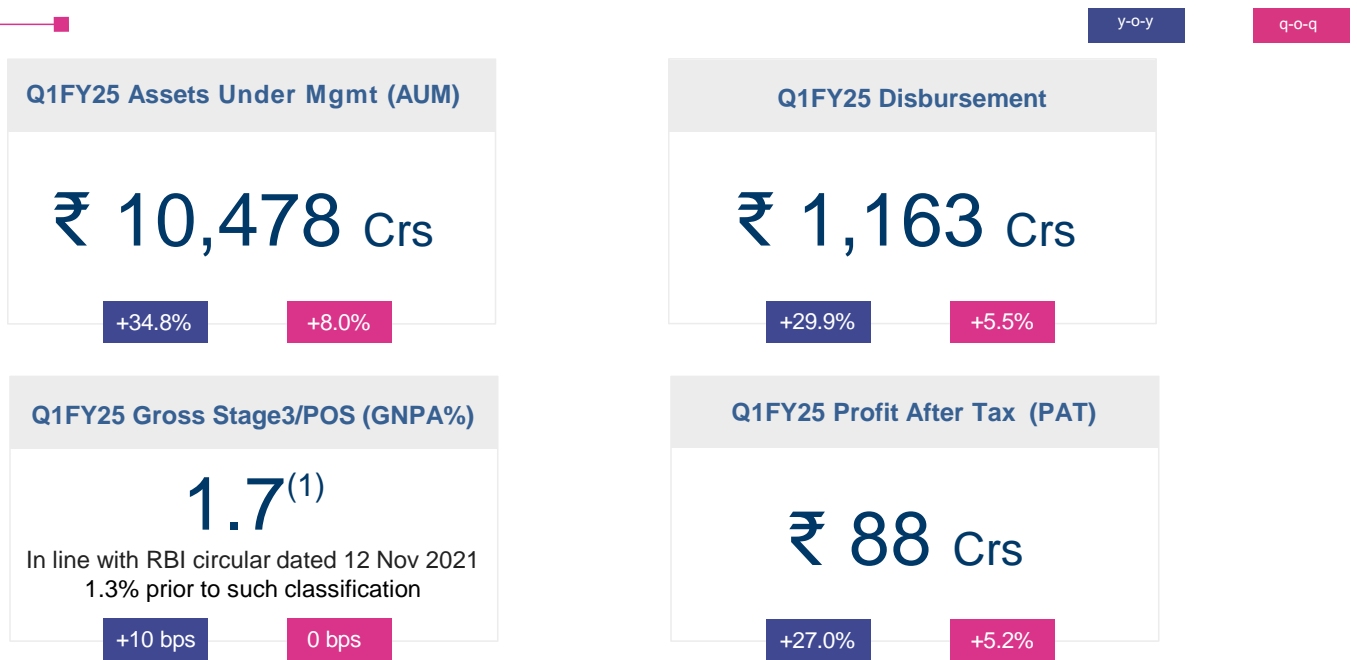 y-o-y
q-o-q
Q1FY25 Assets Under Mgmt (AUM)
₹ 10,478 Crs
+34.8%
+8.0%
Q1FY25 Disbursement
₹ 1,163 Crs
+29.9%
+5.5%
Q1FY25 Gross Stage3/POS (GNPA%)
1.7(1)
In line with RBI circular dated 12 Nov 2021
1.3% prior to such classification
+10 bps
0 bps
Q1FY25 Profit After Tax (PAT)
₹ 88 Crs
+27.0%
+5.2%